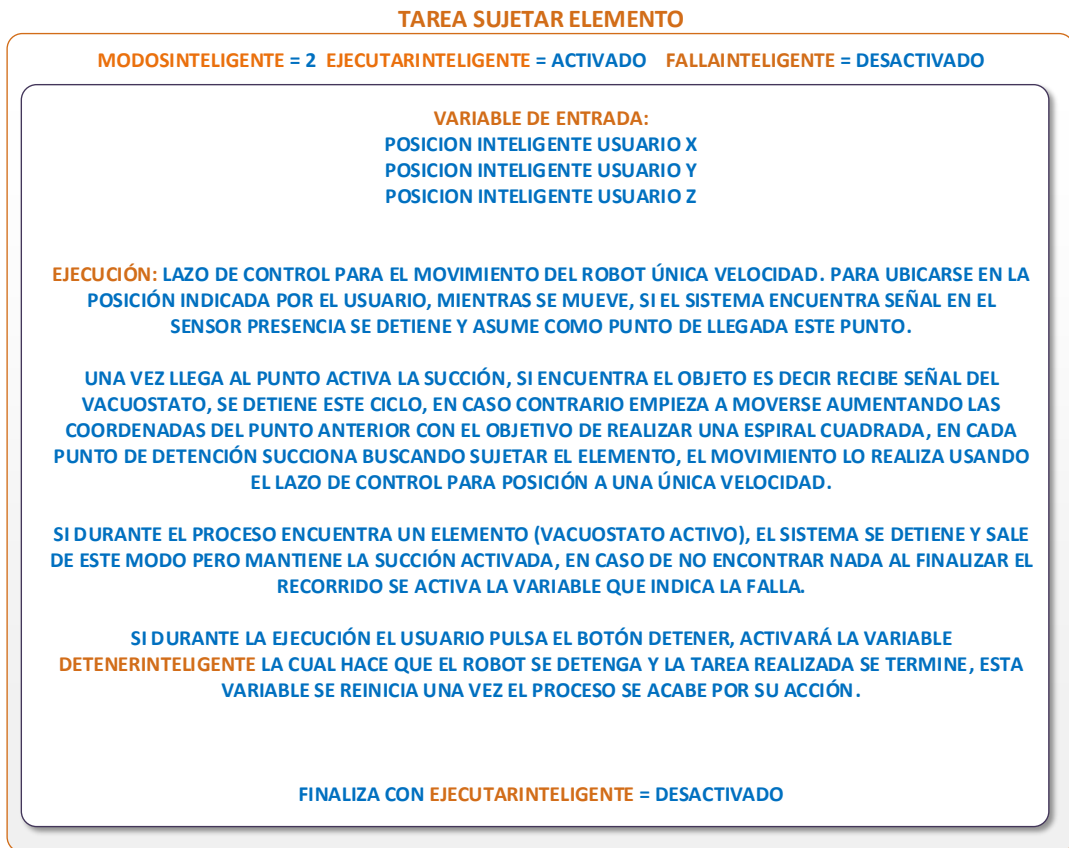 TAREA SUJETAR ELEMENTO
MODOSINTELIGENTE = 2 EJECUTARINTELIGENTE = ACTIVADO FALLAINTELIGENTE = DESACTIVADO
VARIABLE DE ENTRADA:
POSICION INTELIGENTE USUARIO X
POSICION INTELIGENTE USUARIO Y
POSICION INTELIGENTE USUARIO Z
EJECUCIÓN: LAZO DE CONTROL PARA EL MOVIMIENTO DEL ROBOT ÚNICA VELOCIDAD. PARA UBICARSE EN LA
POSICIÓN INDICADA POR EL USUARIO, MIENTRAS SE MUEVE, SI EL SISTEMA ENCUENTRA SEÑAL EN EL
SENSOR PRESENCIA SE DETIENE Y ASUME COMO PUNTO DE LLEGADA ESTE PUNTO.
UNA VEZ LLEGA AL PUNTO ACTIVA LA SUCCIÓN, SI ENCUENTRA EL OBJETO ES DECIR RECIBE SEÑAL DEL
VACUOSTATO, SE DETIENE ESTE CICLO, EN CASO CONTRARIO EMPIEZA A MOVERSE AUMENTANDO LAS
COORDENADAS DEL PUNTO ANTERIOR CON EL OBJETIVO DE REALIZAR UNA ESPIRAL CUADRADA, EN CADA
PUNTO DE DETENCIÓN SUCCIONA BUSCANDO SUJETAR EL ELEMENTO, EL MOVIMIENTO LO REALIZA USANDO
EL LAZO DE CONTROL PARA POSICIÓN A UNA ÚNICA VELOCIDAD.
SI DURANTE EL PROCESO ENCUENTRA UN ELEMENTO (VACUOSTATO ACTIVO), EL SISTEMA SE DETIENE Y SALE
DE ESTE MODO PERO MANTIENE LA SUCCIÓN ACTIVADA, EN CASO DE NO ENCONTRAR NADA AL FINALIZAR EL
RECORRIDO SE ACTIVA LA VARIABLE QUE INDICA LA FALLA.
SI DURANTE LA EJECUCIÓN EL USUARIO PULSA EL BOTÓN DETENER, ACTIVARÁ LA VARIABLE
DETENERINTELIGENTE LA CUAL HACE QUE EL ROBOT SE DETENGA Y LA TAREA REALIZADA SE TERMINE, ESTA
VARIABLE SE REINICIA UNA VEZ EL PROCESO SE ACABE POR SU ACCIÓN.
FINALIZA CON EJECUTARINTELIGENTE = DESACTIVADO